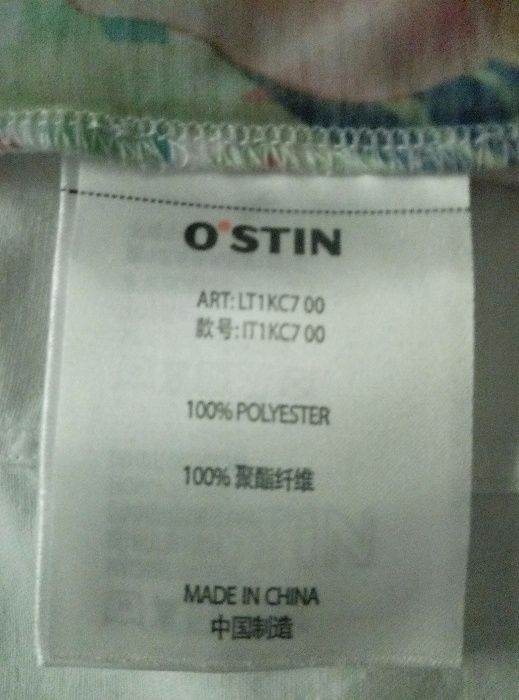 O'STIN
ART: LT1KC7 00
款号: IT1KC7 00
100% POLYESTER
100% 聚酯纤维
MADE IN CHINA
中国制造